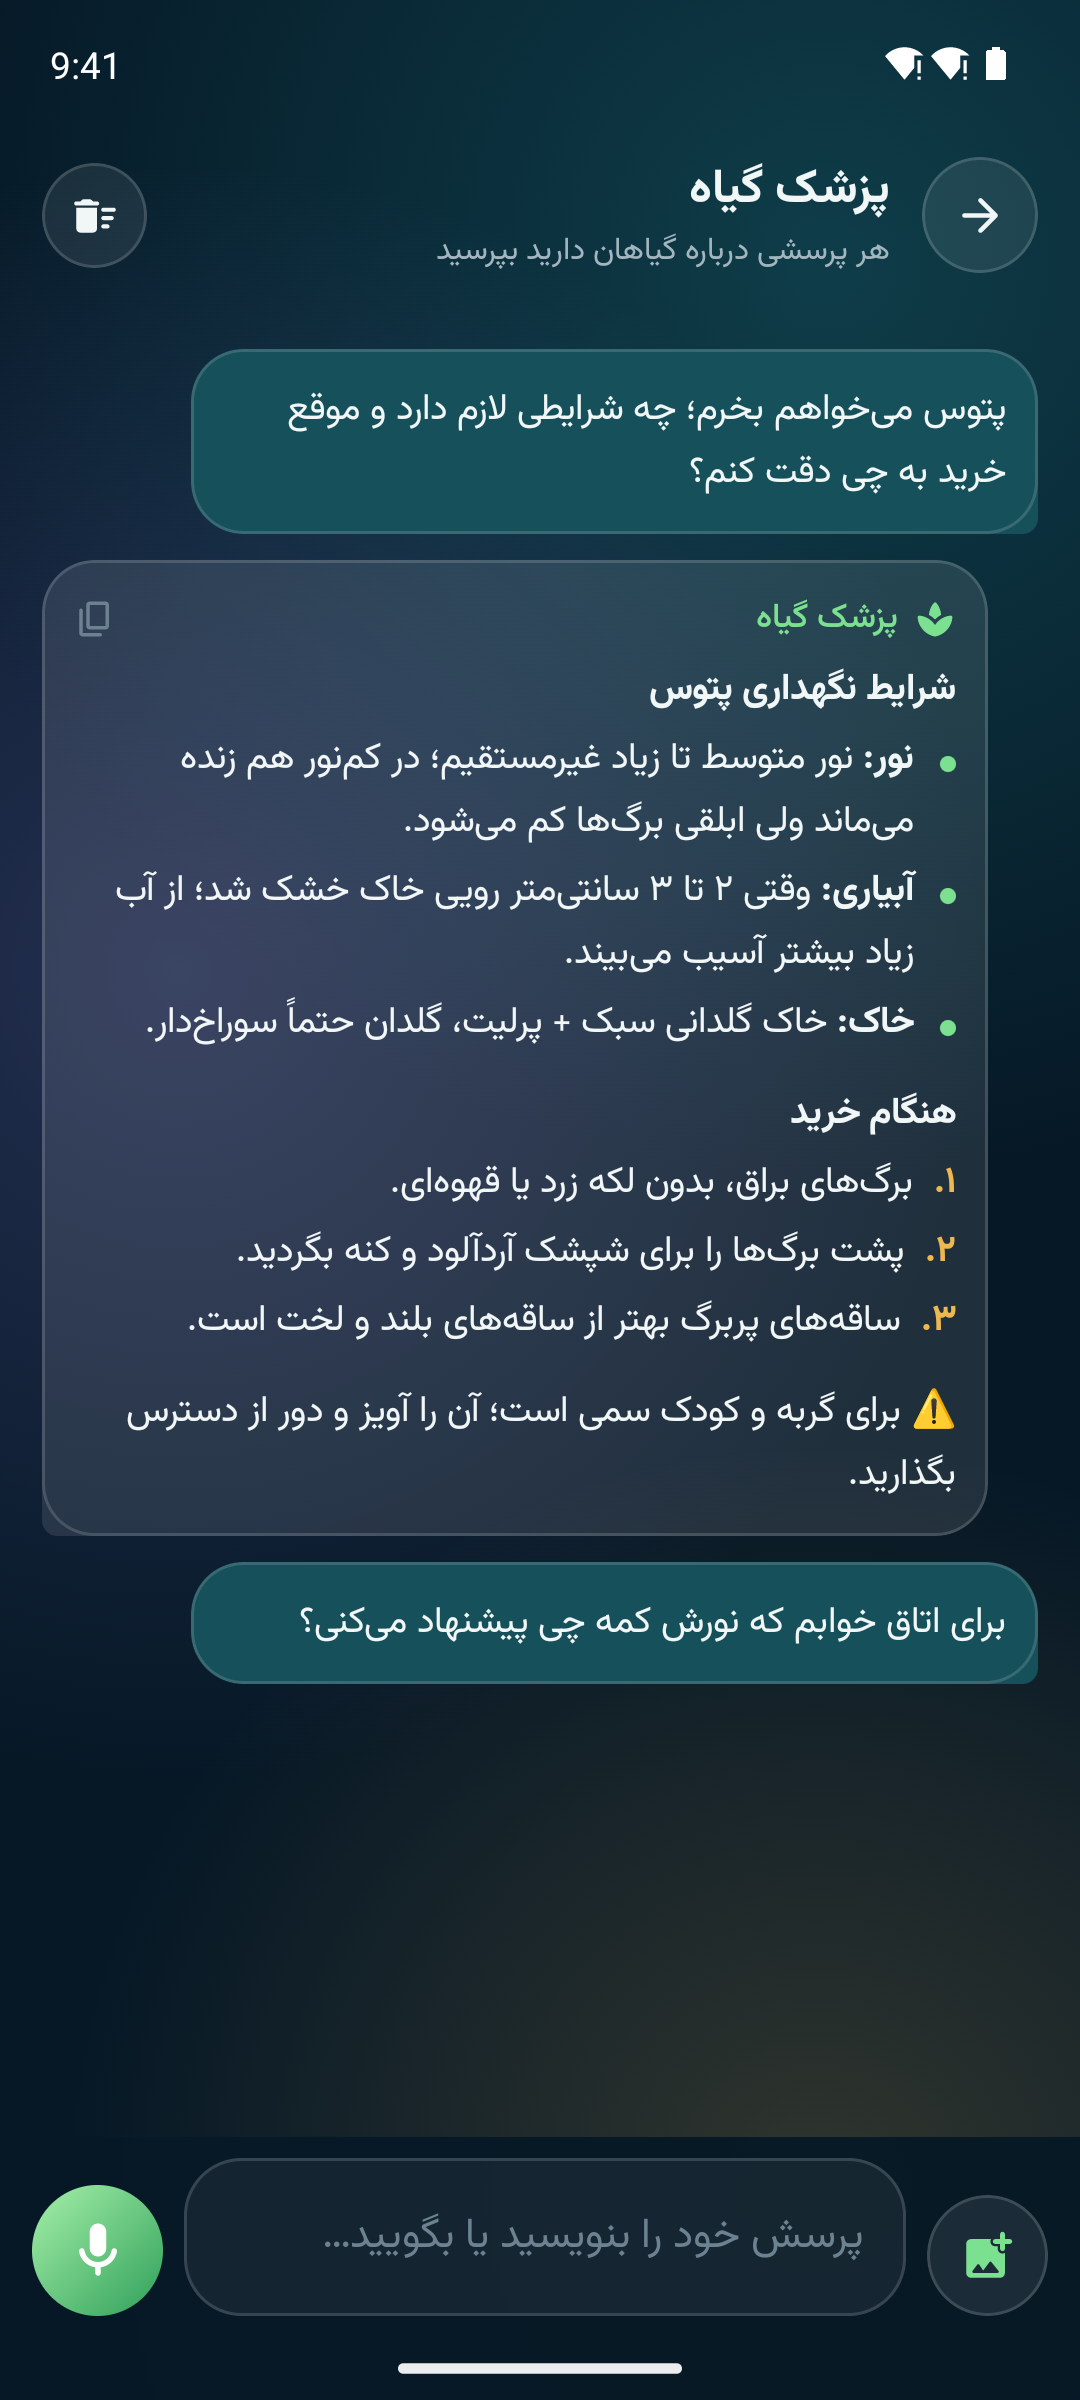 9:41
پزشک گیاه
هر پرسشی درباره گیاهان دارید بپرسید
پتوس می‌خواهم بخرم؛ چه شرایطی لازم دارد و موقع
خرید به چی دقت کنم؟
پزشک گیاه
شرایط نگهداری پتوس
نور: نور متوسط تا زیاد غیرمستقیم؛ در کم‌نور هم زنده
می‌ماند ولی ابلقی برگ‌ها کم می‌شود.
آبیاری: وقتی ۲ تا ۳ سانتی‌متر رویی خاک خشک شد؛ از آب
زیاد بیشتر آسیب می‌بیند.
خاک: خاک گلدانی سبک + پرلیت، گلدان حتماً سوراخ‌دار.
هنگام خرید
۱. برگ‌های براق، بدون لکه زرد یا قهوه‌ای.
۲. پشت برگ‌ها را برای شپشک آردآلود و کنه بگردید.
۳. ساقه‌های پربرگ بهتر از ساقه‌های بلند و لخت است.
⚠️ برای گربه و کودک سمی است؛ آن را آویز و دور از دسترس
بگذارید.
برای اتاق خوابم که نورش کمه چی پیشنهاد می‌کنی؟
پرسش خود را بنویسید یا بگویید...